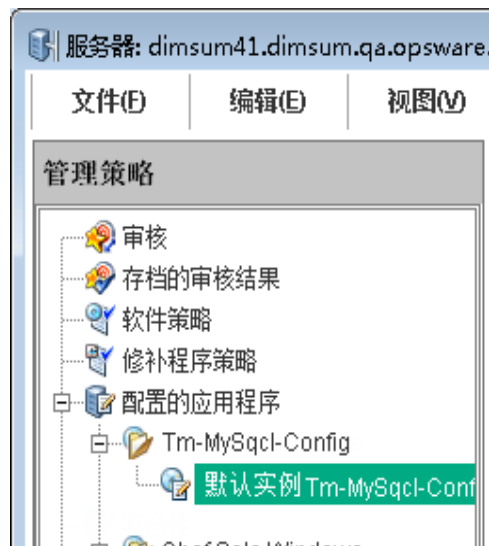 服务器: dimsum41.dimsum.qa.opsware.
文件(F) 编辑(E) 视图(V)
管理策略
审核
存档的审核结果
软件策略
修补程序策略
配置的应用程序
Tm-MySqcl-Config
默认实例 Tm-MySqcl-Conf